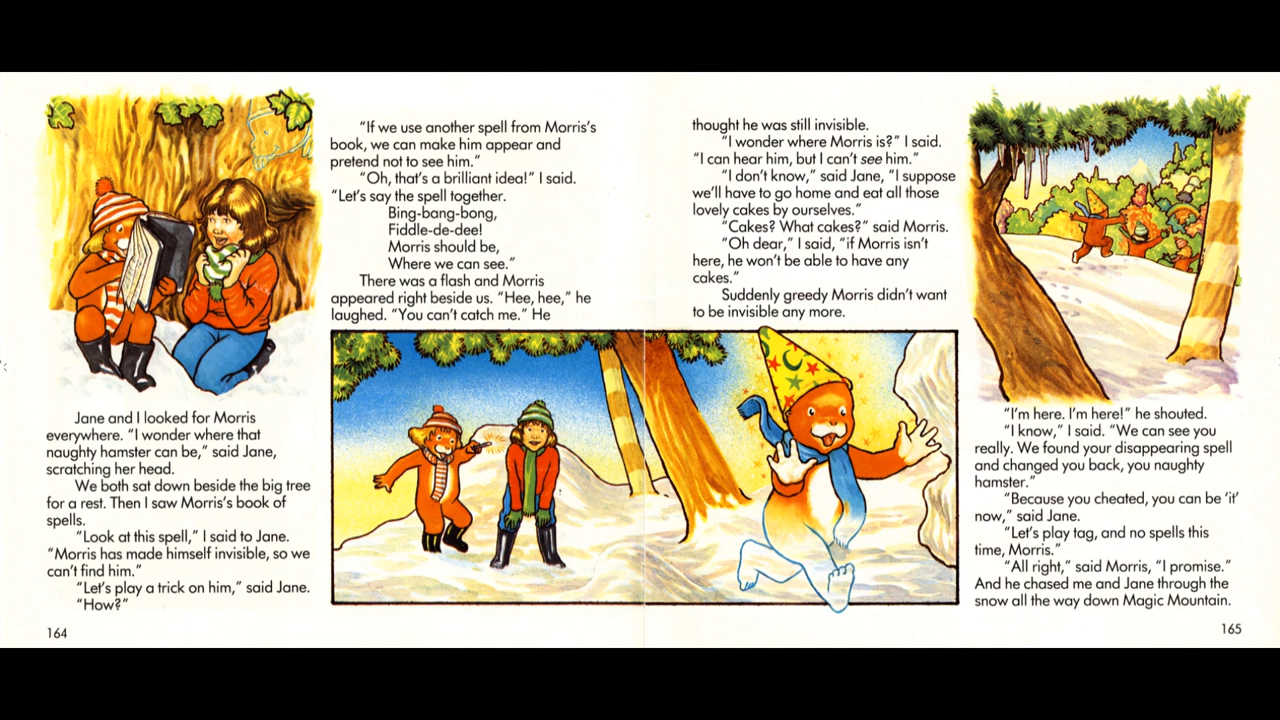 Jane and I looked for Morris
everywhere. “I wonder where that
naughty hamster can be,” said Jane,
scratching her head.
We both sat down beside the big tree
for a rest. Then I saw Morris’s book of
spells.
“Look at this spell,” I said to Jane.
“Morris has made himself invisible, so we
can’t find him.”
“Let’s play a trick on him,” said Jane.
“How?”
164
“If we use another spell from Morris’s
book, we can make him appear and
pretend not to see him.”
“Oh, that’s a brilliant idea!” I said.
“Let’s say the spell together.
Bing-bang-bong,
Fiddle-de-dee!
Morris should be,
Where we can see.”
There was a flash and Morris
appeared right beside us. “Hee, hee,” he
laughed. “You can’t catch me.” He
thought he was still invisible.
“I wonder where Morris is?” I said.
“I can hear him, but I can’t see him.”
“I don’t know,” said Jane, “I suppose
we’ll have to go home and eat all those
lovely cakes by ourselves.”
“Cakes? What cakes?” said Morris.
“Oh dear,” I said, “if Morris isn’t
here, he won’t be able to have any
cakes.”
Suddenly greedy Morris didn’t want
to be invisible any more.
“I’m here. I’m here!” he shouted.
“I know,” I said. “We can see you
really. We found your disappearing spell
and changed you back, you naughty
hamster.”
“Because you cheated, you can be ‘it’
now,” said Jane.
“Let’s play tag, and no spells this
time, Morris.”
“All right,” said Morris, “I promise.”
And he chased me and Jane through the
snow all the way down Magic Mountain.
165